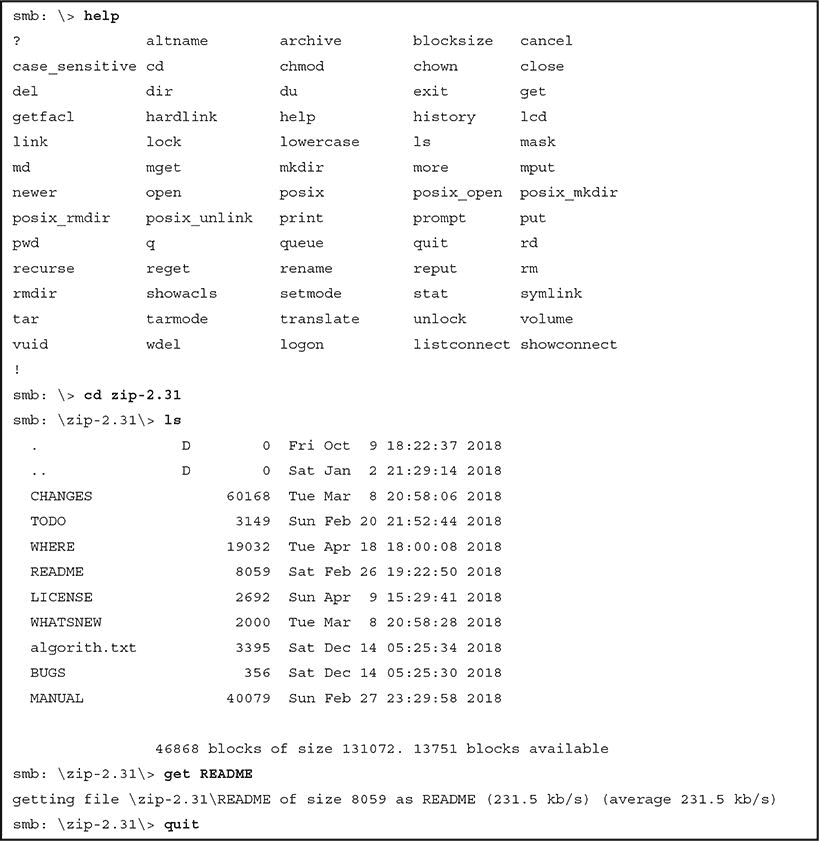 smb: \> help
?              altname        archive        blocksize   cancel
case_sensitive cd             chmod          chown       close
del            dir            du             exit        get
getfacl        hardlink       help           history     lcd
link           lock           lowercase      ls          mask
md             mget           mkdir          more        mput
newer          open           posix          posix_open  posix_mkdir
posix_rmdir    posix_unlink   print          prompt      put
pwd            q              queue          quit        rd
recurse        reget          rename         reput       rm
rmdir          showacls       setmode        stat        symlink
tar            tarmode        translate      unlock      volume
vuid           wdel           logon          listconnect showconnect
!
smb: \> cd zip-2.31
smb: \zip-2.31\> ls
  .                D        0  Fri Oct  9 18:22:37 2018
  ..               D        0  Sat Jan  2 21:29:14 2018
  CHANGES               60168  Tue Mar  8 20:58:06 2018
  TODO                   3149  Sun Feb 20 21:52:44 2018
  WHERE                 19032  Tue Apr 18 18:00:08 2018
  README                 8059  Sat Feb 26 19:22:50 2018
  LICENSE                2692  Sun Apr  9 15:29:41 2018
  WHATSNEW               2000  Tue Mar  8 20:58:28 2018
  algorith.txt           3395  Sat Dec 14 05:25:34 2018
  BUGS                    356  Sat Dec 14 05:25:30 2018
  MANUAL                40079  Sun Feb 27 23:29:58 2018
                46868 blocks of size 131072. 13751 blocks available
smb: \zip-2.31\> get README
getting file \zip-2.31\README of size 8059 as README (231.5 kb/s) (average 231.5 kb/s)
smb: \zip-2.31\> quit